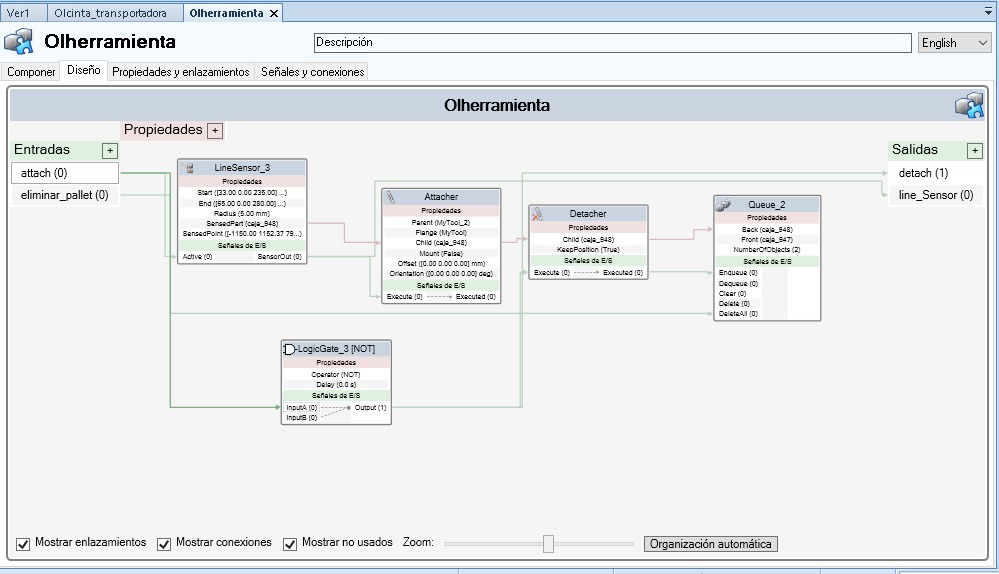 Ver1
OIcinta_transportadora
OIherramienta
OIherramienta
Descripción
English
Componer
Diseño
Propiedades y enlazamientos
Señales y conexiones
OIherramienta
Propiedades
Entradas
attach (0)
eliminar_pallet (0)
Salidas
detach (1)
line_Sensor (0)
LineSensor_3
Propiedades
Start ([33.00 0.00 235.00] ...)
End ([65.00 0.00 280.00] ...)
Radius (5.00 mm)
SensedPart (caja_948)
SensedPoint ([-1150.00 1152.37 79...)
Señales de E/S
Active (0)
SensorOut (0)
Attacher
Propiedades
Parent (MyTool_2)
Flange (MyTool)
Child (caja_948)
Mount (False)
Offset ([0.00 0.00 0.00] mm)
Orientation ([0.00 0.00 0.00] deg)
Señales de E/S
Execute (0)
Executed (0)
Detacher
Propiedades
Child (caja_948)
KeepPosition (True)
Señales de E/S
Execute (0)
Executed (0)
Queue_2
Propiedades
Back (caja_948)
Front (caja_947)
NumberOfObjects (2)
Señales de E/S
Enqueue (0)
Dequeue (0)
Clear (0)
Delete (0)
DeleteAll (0)
LogicGate_3 [NOT]
Propiedades
Operator (NOT)
Delay (0.0 s)
Señales de E/S
InputA (0)
Output (1)
InputB (0)
Mostrar enlazamientos
Mostrar conexiones
Mostrar no usados
Zoom:
Organización automática